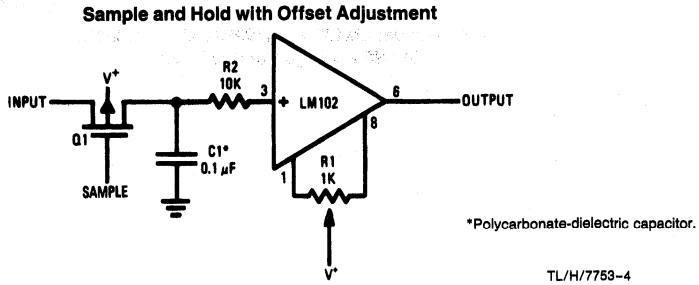 Sample and Hold with Offset Adjustment
V+
R2
10K
INPUT
3
+
LM102
6
OUTPUT
8
Q1
C1*
0.1 μF
SAMPLE
1
R1
1K
V+
*Polycarbonate-dielectric capacitor.
TL/H/7753-4